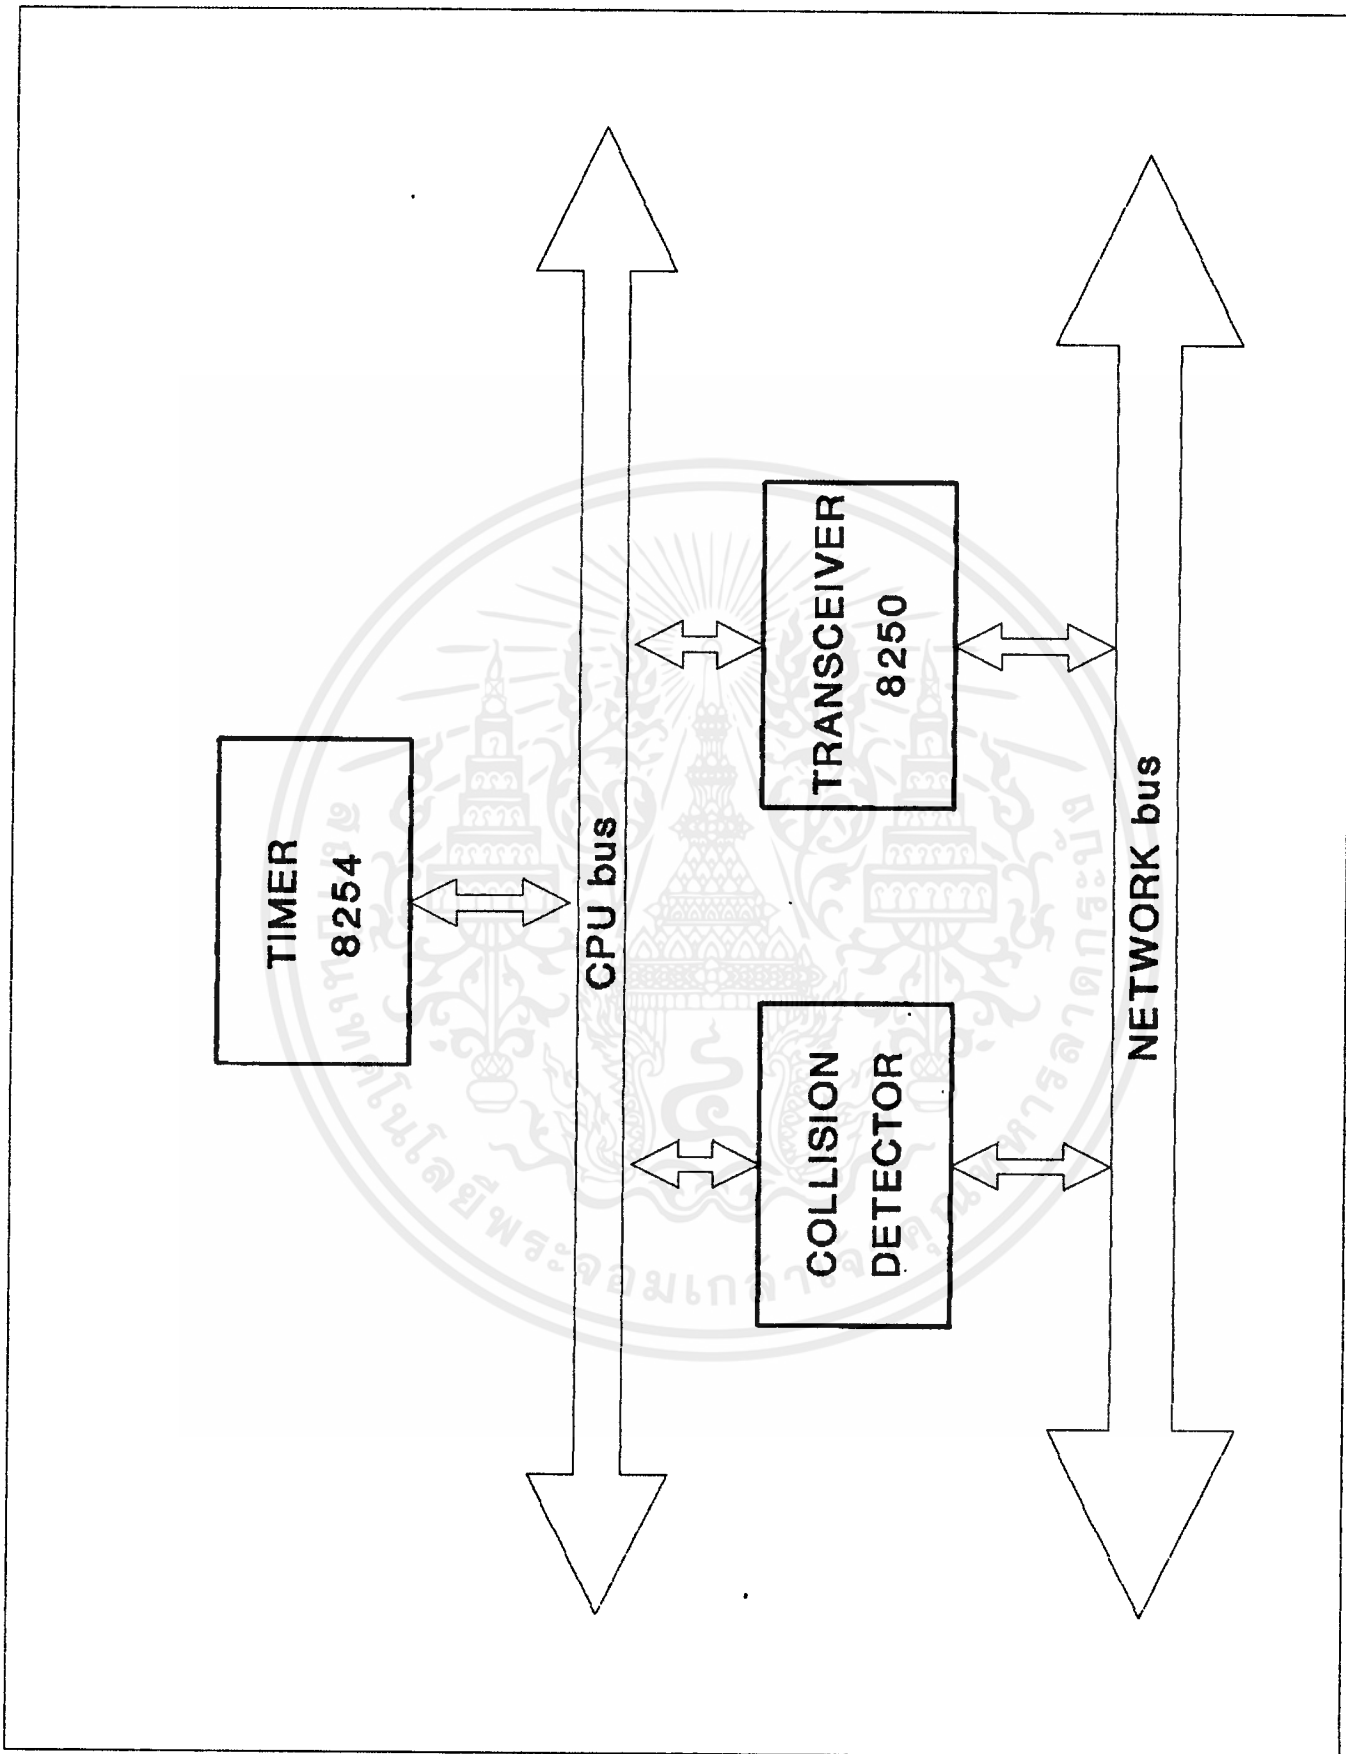 TIMER
8254
CPU bus
COLLISION
DETECTOR
TRANSCEIVER
8250
NETWORK bus